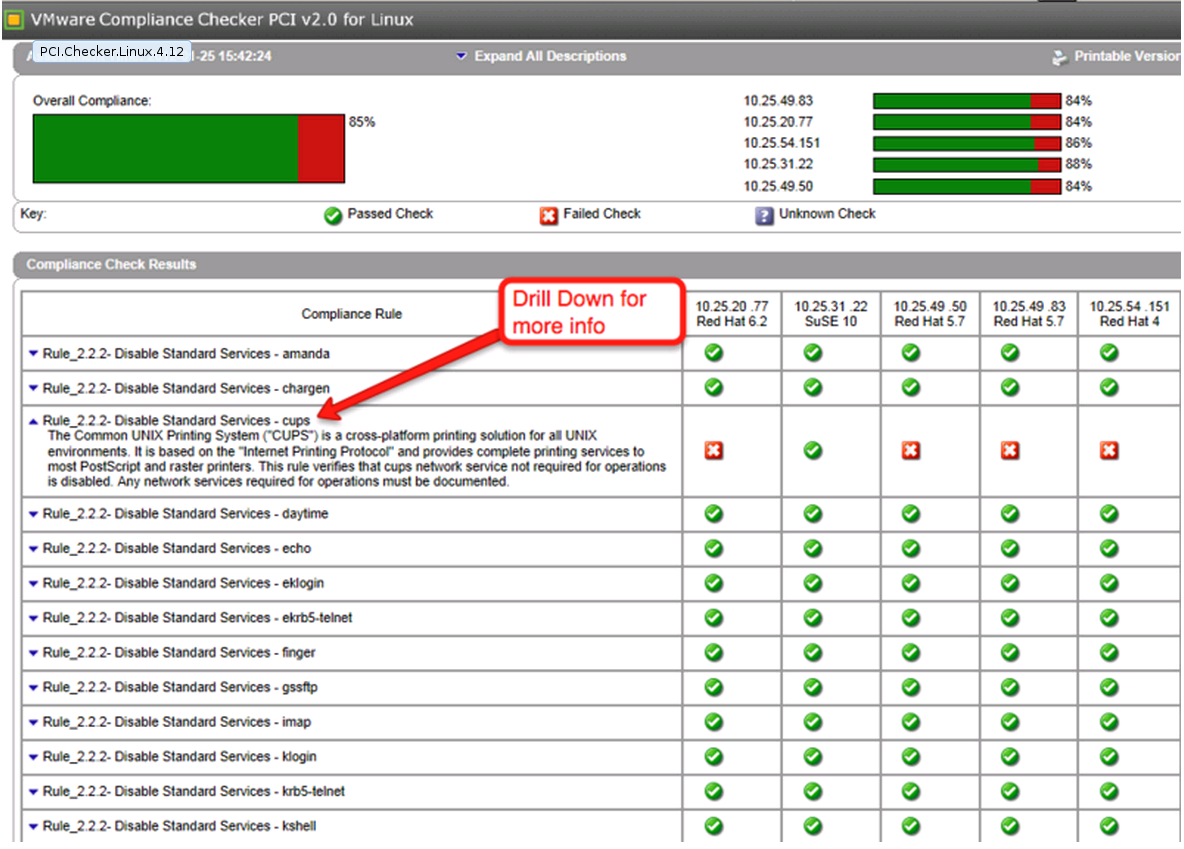 VMware Compliance Checker PCI v2.0 for Linux
PCI.Checker.Linux.4.12
-25 15:42:24
Expand All Descriptions
Printable Version
Overall Compliance:
85%
10.25.49.83 84%
10.25.20.77 84%
10.25.54.151 86%
10.25.31.22 88%
10.25.49.50 84%
Key:
Passed Check
Failed Check
Unknown Check
Compliance Check Results
Drill Down for
more info
Compliance Rule
10.25.20 .77
Red Hat 6.2
10.25.31 .22
SuSE 10
10.25.49 .50
Red Hat 5.7
10.25.49 .83
Red Hat 5.7
10.25.54 .151
Red Hat 4
Rule_2.2.2- Disable Standard Services - amanda
Rule_2.2.2- Disable Standard Services - chargen
Rule_2.2.2- Disable Standard Services - cups
The Common UNIX Printing System ("CUPS") is a cross-platform printing solution for all UNIX
environments. It is based on the "Internet Printing Protocol" and provides complete printing services to
most PostScript and raster printers. This rule verifies that cups network service not required for operations
is disabled. Any network services required for operations must be documented.
Rule_2.2.2- Disable Standard Services - daytime
Rule_2.2.2- Disable Standard Services - echo
Rule_2.2.2- Disable Standard Services - eklogin
Rule_2.2.2- Disable Standard Services - ekrb5-telnet
Rule_2.2.2- Disable Standard Services - finger
Rule_2.2.2- Disable Standard Services - gssftp
Rule_2.2.2- Disable Standard Services - imap
Rule_2.2.2- Disable Standard Services - klogin
Rule_2.2.2- Disable Standard Services - krb5-telnet
Rule_2.2.2- Disable Standard Services - kshell